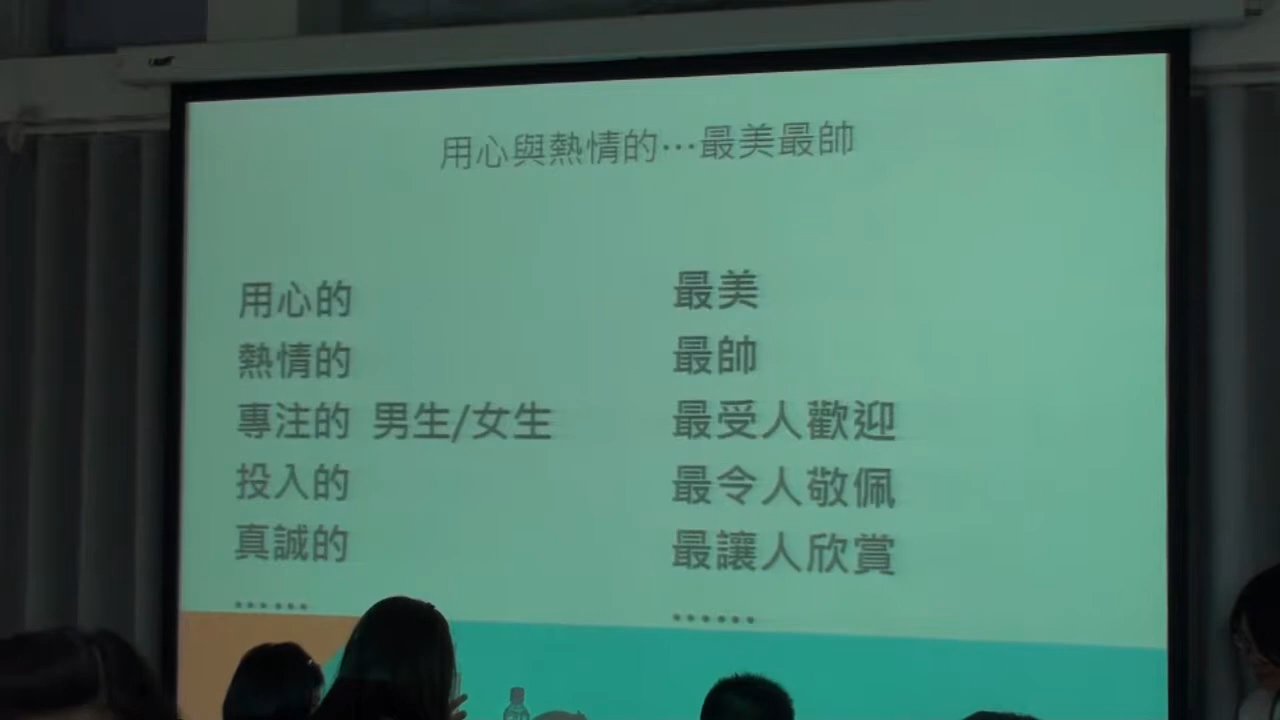 用心與熱情的…最美最帥
用心的
熱情的
專注的 男生/女生
投入的
真誠的
……
最美
最帥
最受人歡迎
最令人敬佩
最讓人欣賞
……